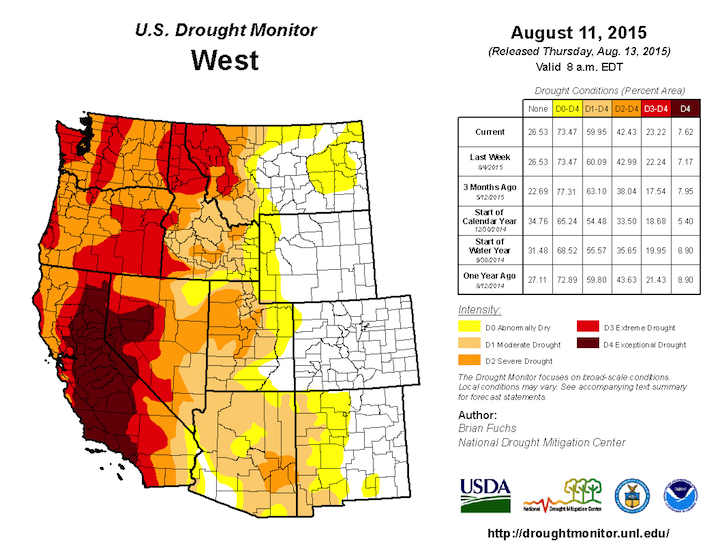 U.S. Drought Monitor
West
August 11, 2015
(Released Thursday, Aug. 13, 2015)
Valid 8 a.m. EDT
Drought Conditions (Percent Area)
None D0-D4 D1-D4 D2-D4 D3-D4 D4
Current 26.53 73.47 59.95 42.43 23.22 7.62
Last Week
8/4/2015
26.53 73.47 60.09 42.99 22.24 7.17
3 Months Ago
5/12/2015
22.69 77.31 63.10 38.04 17.54 7.95
Start of
Calendar Year
12/30/2014
34.76 65.24 54.48 33.50 18.68 5.40
Start of
Water Year
9/30/2014
31.48 68.52 55.57 35.65 19.95 8.90
One Year Ago
8/12/2014
27.11 72.89 59.80 43.63 21.43 8.90
Intensity:
D0 Abnormally Dry
D1 Moderate Drought
D2 Severe Drought
D3 Extreme Drought
D4 Exceptional Drought
The Drought Monitor focuses on broad-scale conditions.
Local conditions may vary. See accompanying text summary
for forecast statements.
Author:
Brian Fuchs
National Drought Mitigation Center
USDA
National Drought Mitigation Center
http://droughtmonitor.unl.edu/